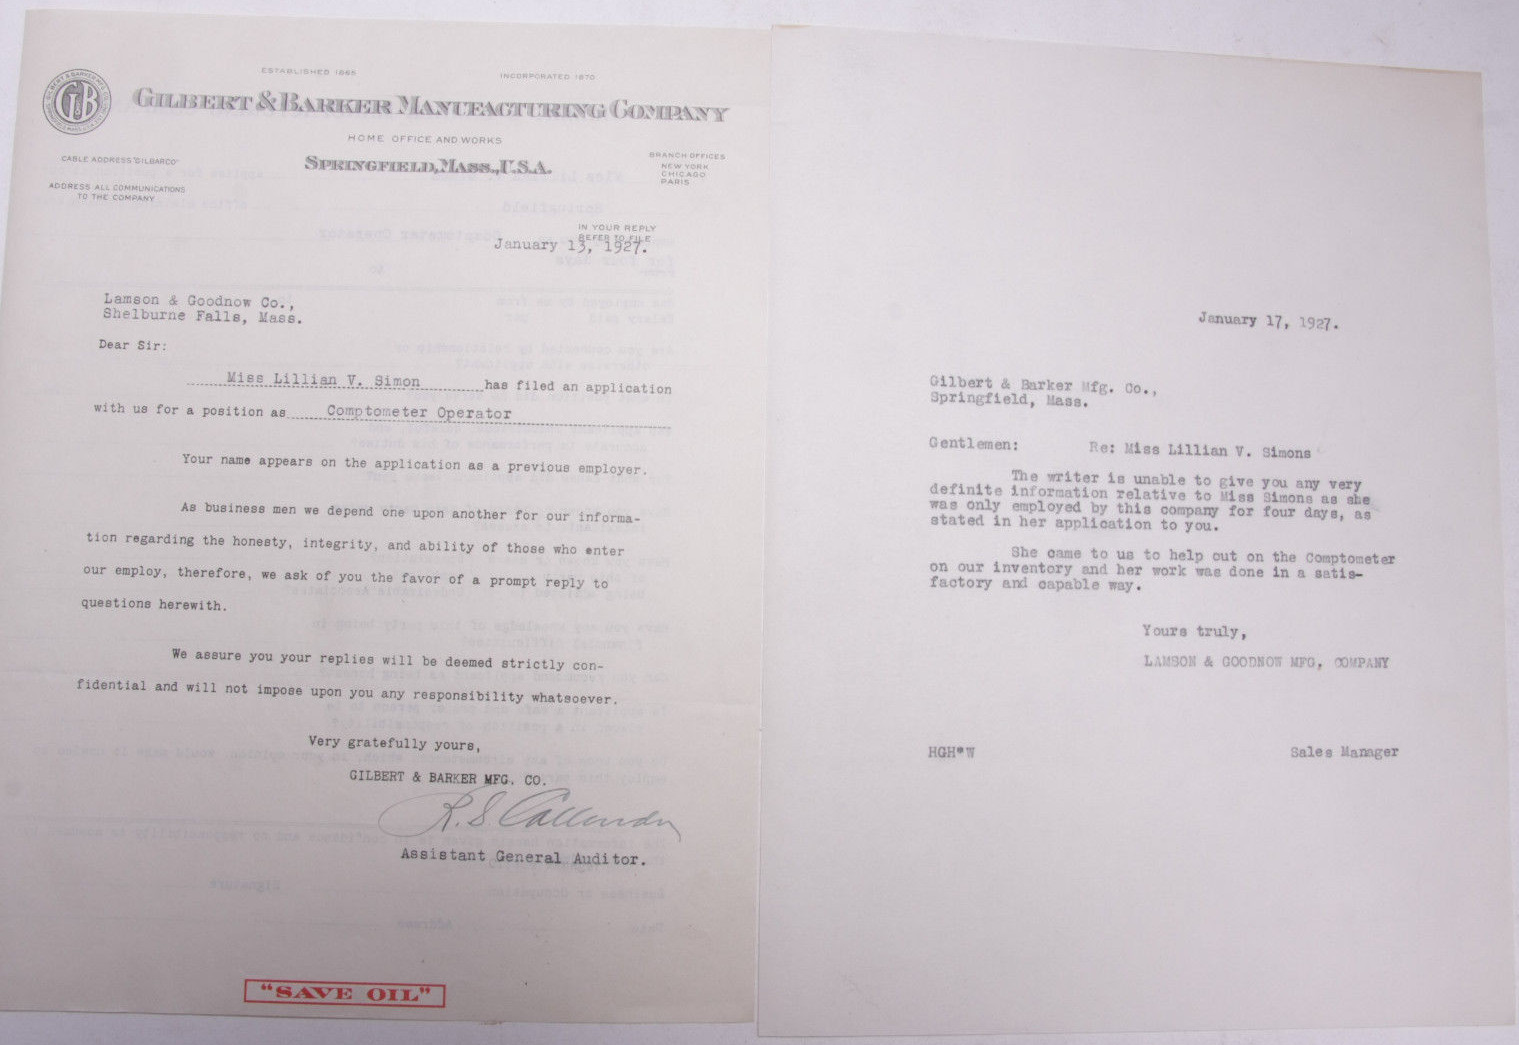 ESTABLISHED 1865
INCORPORATED 1870
G&B
GILBERT & BARKER MANUFACTURING COMPANY
HOME OFFICE AND WORKS
SPRINGFIELD, MASS., U.S.A.
CABLE ADDRESS "GILBARCO"
ADDRESS ALL COMMUNICATIONS
TO THE COMPANY
BRANCH OFFICES
NEW YORK
CHICAGO
PARIS
IN YOUR REPLY
REFER TO FILE
January 13, 1927.
Lamson & Goodnow Co.,
Shelburne Falls, Mass.
Dear Sir:
Miss Lillian V. Simon has filed an application
with us for a position as Comptometer Operator
Your name appears on the application as a previous employer.
As business men we depend one upon another for our informa-
tion regarding the honesty, integrity, and ability of those who enter
our employ, therefore, we ask of you the favor of a prompt reply to
questions herewith.
We assure you your replies will be deemed strictly con-
fidential and will not impose upon you any responsibility whatsoever.
Very gratefully yours,
GILBERT & BARKER MFG. CO.
R. S. Callender
Assistant General Auditor.
"SAVE OIL"
January 17, 1927.
Gilbert & Barker Mfg. Co.,
Springfield, Mass.
Gentlemen: Re: Miss Lillian V. Simons
The writer is unable to give you any very
definite information relative to Miss Simons as she
was only employed by this company for four days, as
stated in her application to you.
She came to us to help out on the Comptometer
on our inventory and her work was done in a satis-
factory and capable way.
Yours truly,
LAMSON & GOODNOW MFG. COMPANY
HGH*W Sales Manager